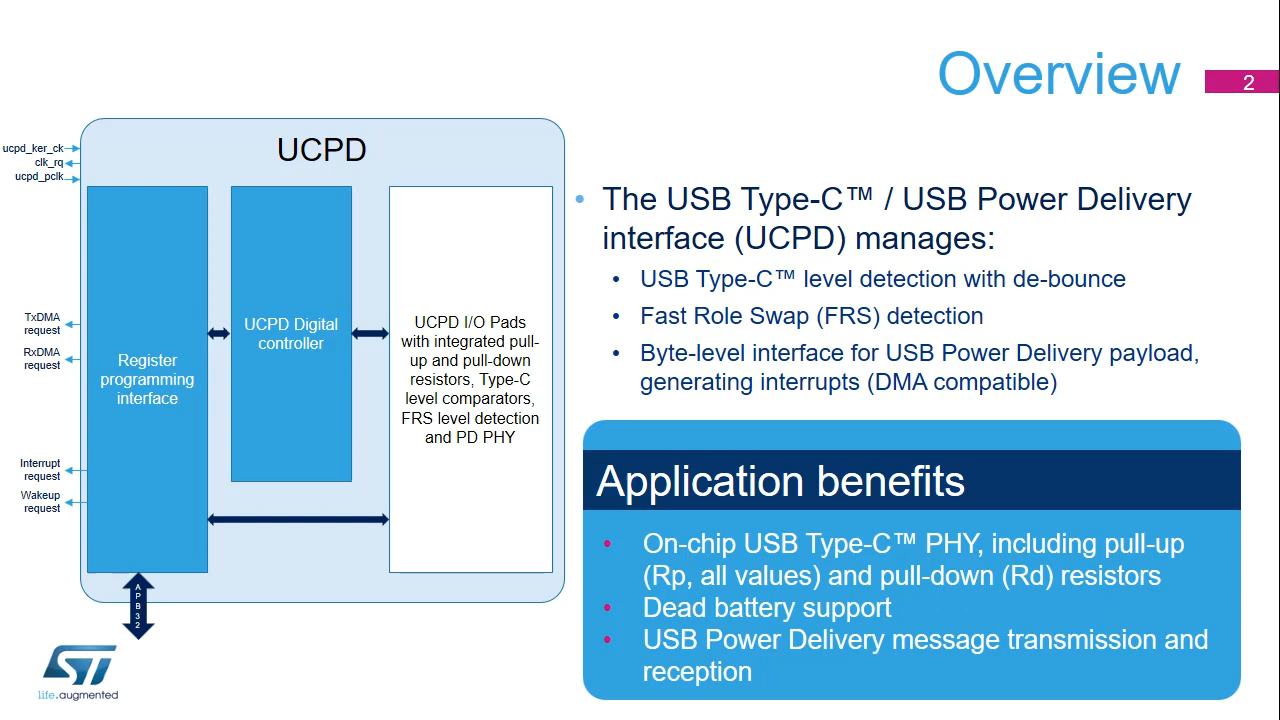 Overview
2
UCPD
ucpd_ker_ck
clk_rq
ucpd_pclk
TxDMA
request
RxDMA
request
Interrupt
request
Wakeup
request
Register
programming
interface
UCPD Digital
controller
UCPD I/O Pads
with integrated pull-
up and pull-down
resistors, Type-C
level comparators,
FRS level detection
and PD PHY
APB32
• The USB Type-C™ / USB Power Delivery
interface (UCPD) manages:
• USB Type-C™ level detection with de-bounce
• Fast Role Swap (FRS) detection
• Byte-level interface for USB Power Delivery payload,
generating interrupts (DMA compatible)
Application benefits
• On-chip USB Type-C™ PHY, including pull-up
(Rp, all values) and pull-down (Rd) resistors
• Dead battery support
• USB Power Delivery message transmission and
reception
ST
life.augmented